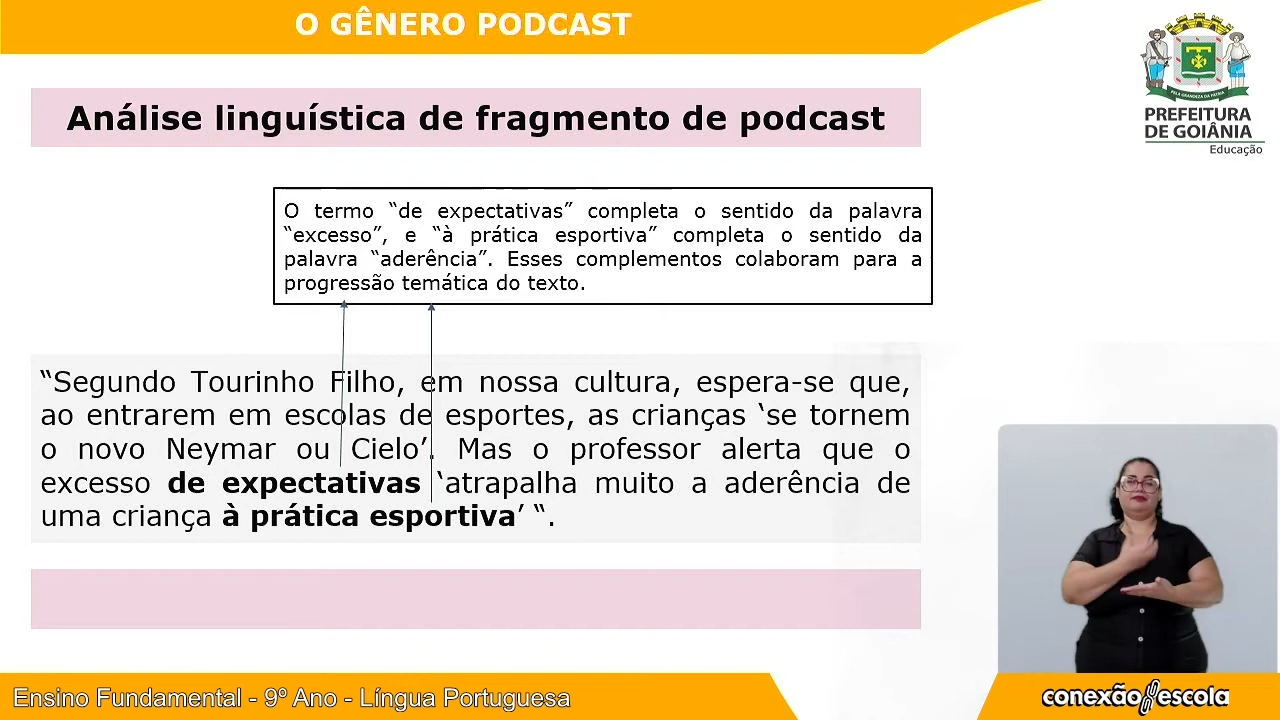 O GÊNERO PODCAST
PELA GRANDEZA DA PÁTRIA
PREFEITURA
DE GOIÂNIA
Educação
Análise linguística de fragmento de podcast
O termo “de expectativas” completa o sentido da palavra
“excesso”, e “à prática esportiva” completa o sentido da
palavra “aderência”. Esses complementos colaboram para a
progressão temática do texto.
“Segundo Tourinho Filho, em nossa cultura, espera-se que,
ao entrarem em escolas de esportes, as crianças ‘se tornem
o novo Neymar ou Cielo’. Mas o professor alerta que o
excesso de expectativas ‘atrapalha muito a aderência de
uma criança à prática esportiva’ “.
Ensino Fundamental - 9º Ano - Língua Portuguesa
conexão escola